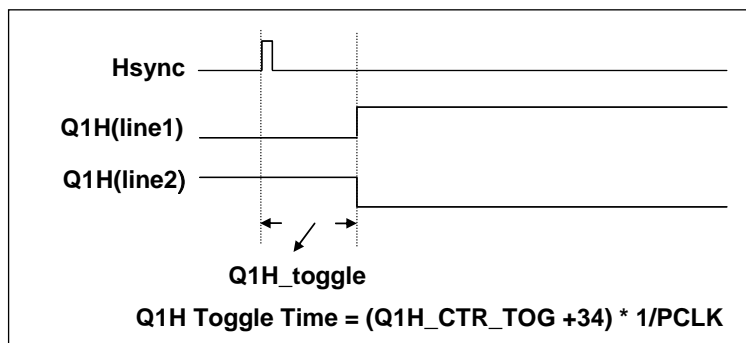 Hsync
Q1H(line1)
Q1H(line2)
Q1H_toggle
Q1H Toggle Time = (Q1H_CTR_TOG +34) * 1/PCLK